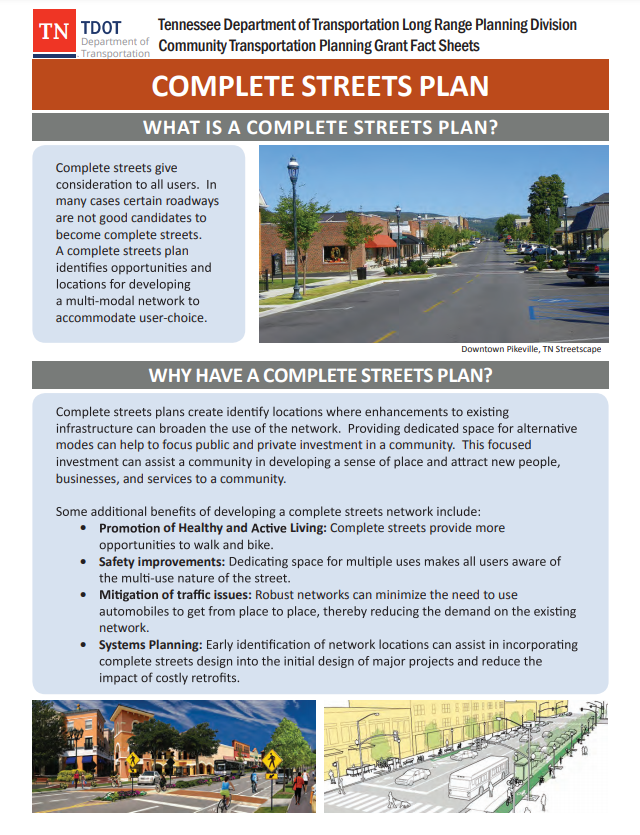 TN
TDOT
Department of
Transportation
Tennessee Department of Transportation Long Range Planning Division
Community Transportation Planning Grant Fact Sheets
COMPLETE STREETS PLAN
WHAT IS A COMPLETE STREETS PLAN?
Complete streets give
consideration to all users.  In
many cases certain roadways
are not good candidates to
become complete streets.
A complete streets plan
identifies opportunities and
locations for developing
a multi-modal network to
accommodate user-choice.
Downtown Pikeville, TN Streetscape
WHY HAVE A COMPLETE STREETS PLAN?
Complete streets plans create identify locations where enhancements to existing
infrastructure can broaden the use of the network.  Providing dedicated space for alternative
modes can help to focus public and private investment in a community.  This focused
investment can assist a community in developing a sense of place and attract new people,
businesses, and services to a community.
Some additional benefits of developing a complete streets network include:
• Promotion of Healthy and Active Living: Complete streets provide more
opportunities to walk and bike.
• Safety improvements: Dedicating space for multiple uses makes all users aware of
the multi-use nature of the street.
• Mitigation of traffic issues: Robust networks can minimize the need to use
automobiles to get from place to place, thereby reducing the demand on the existing
network.
• Systems Planning: Early identification of network locations can assist in incorporating
complete streets design into the initial design of major projects and reduce the
impact of costly retrofits.